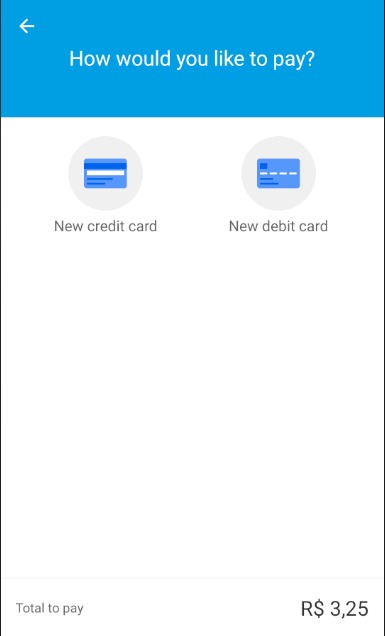 How would you like to pay?
New credit card
New debit card
Total to pay
R$ 3,25